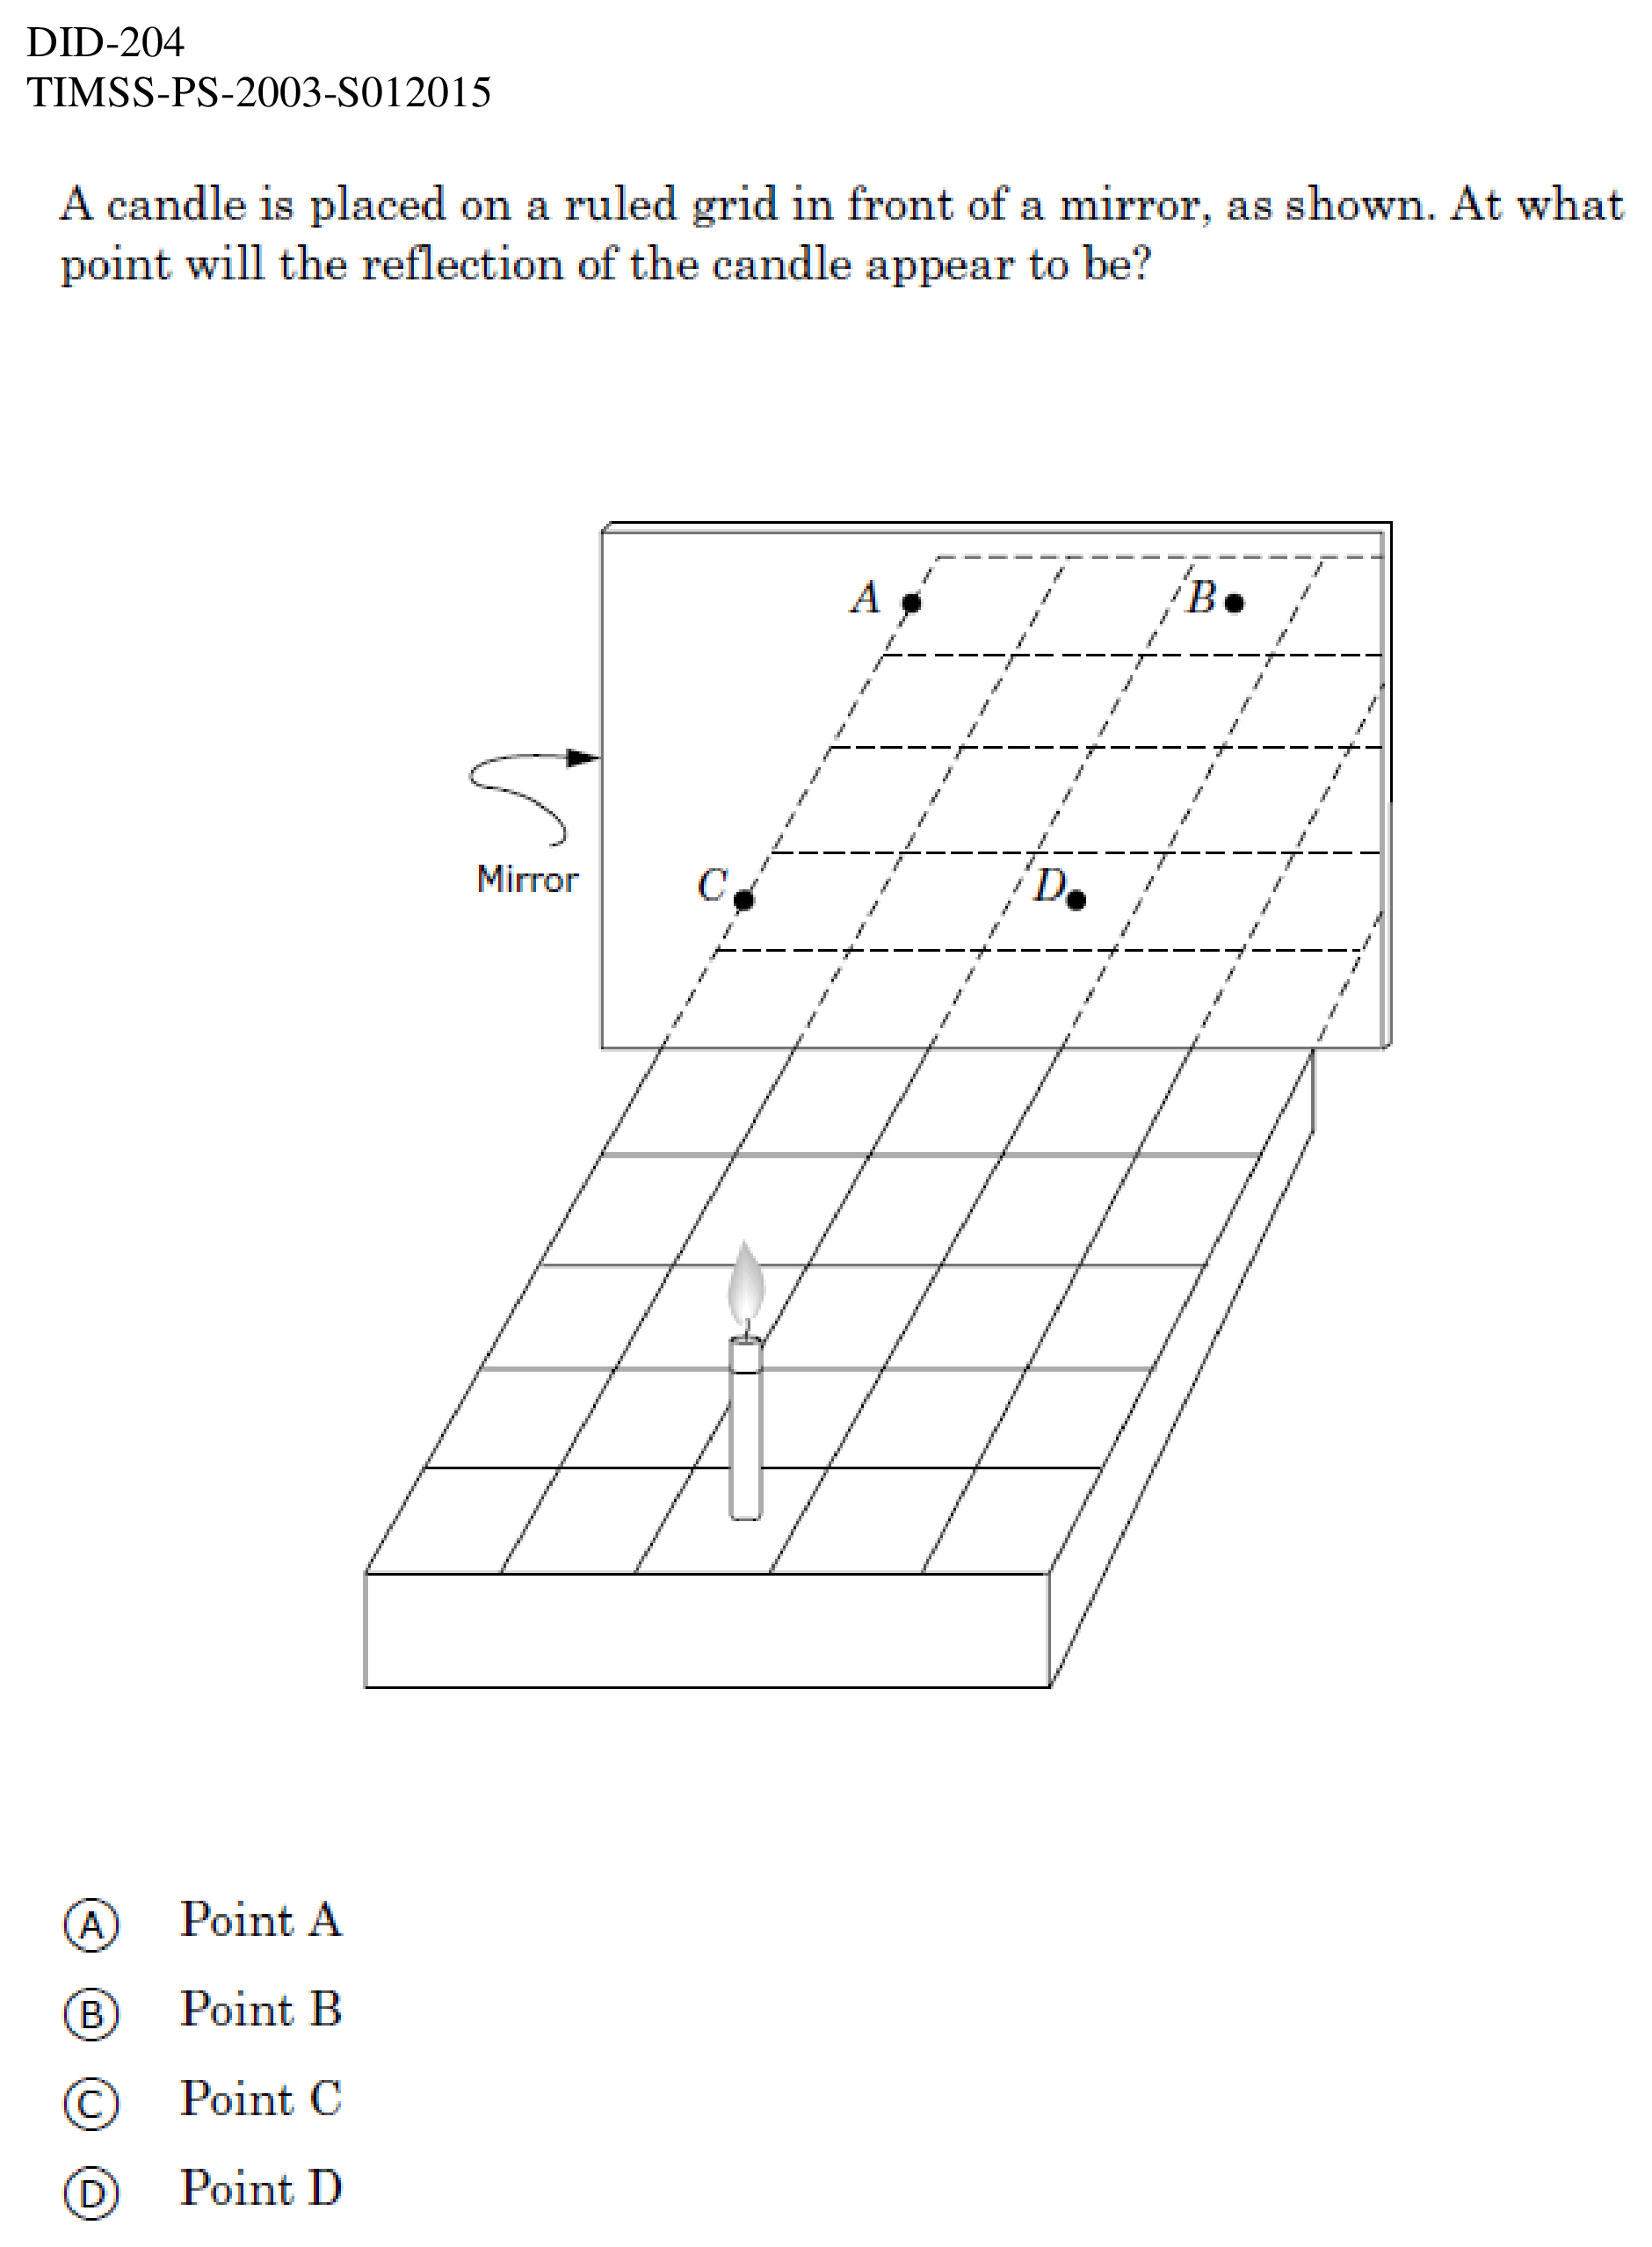 DID-204
TIMSS-PS-2003-S012015
A candle is placed on a ruled grid in front of a mirror, as shown. At what
point will the reflection of the candle appear to be?
A
B
Mirror
C
D
A Point A
B Point B
C Point C
D Point D